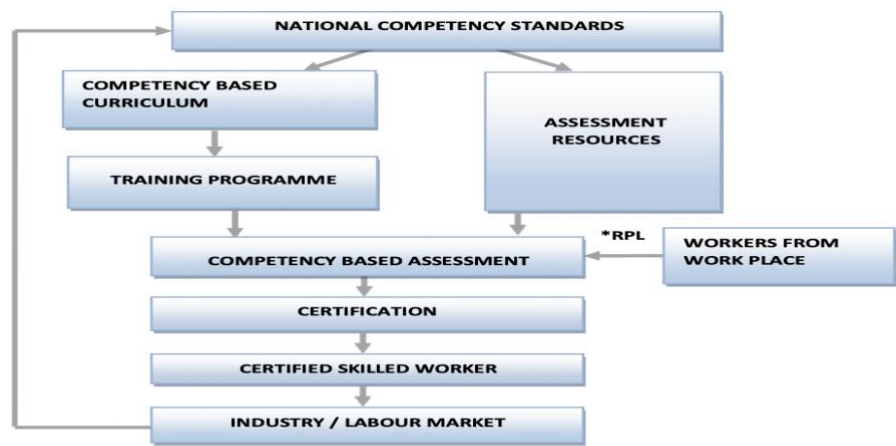 NATIONAL COMPETENCY STANDARDS
COMPETENCY BASED
CURRICULUM
ASSESSMENT
RESOURCES
TRAINING PROGRAMME
*RPL
WORKERS FROM
WORK PLACE
COMPETENCY BASED ASSESSMENT
CERTIFICATION
CERTIFIED SKILLED WORKER
INDUSTRY / LABOUR MARKET